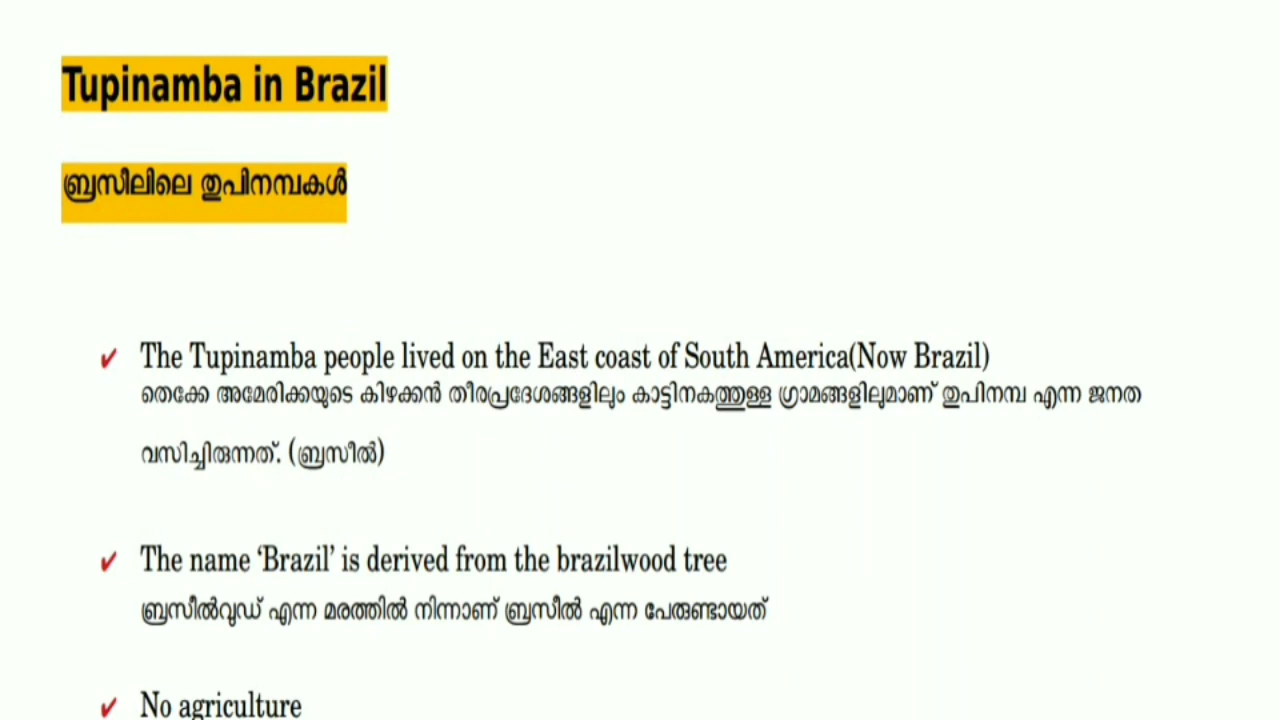 Tupinamba in Brazil
ബ്രസീലിലെ തുപിനമ്പകൾ
✔ The Tupinamba people lived on the East coast of South America(Now Brazil)
തെക്കേ അമേരിക്കയുടെ കിഴക്കൻ തീരപ്രദേശങ്ങളിലും കാട്ടിനകത്തുള്ള ഗ്രാമങ്ങളിലുമാണ് തുപിനമ്പ എന്ന ജനത
വസിച്ചിരുന്നത്. (ബ്രസീൽ)
✔ The name ‘Brazil’ is derived from the brazilwood tree
ബ്രസീൽവുഡ് എന്ന മരത്തിൽ നിന്നാണ് ബ്രസീൽ എന്ന പേരുണ്ടായത്
✔ No agriculture